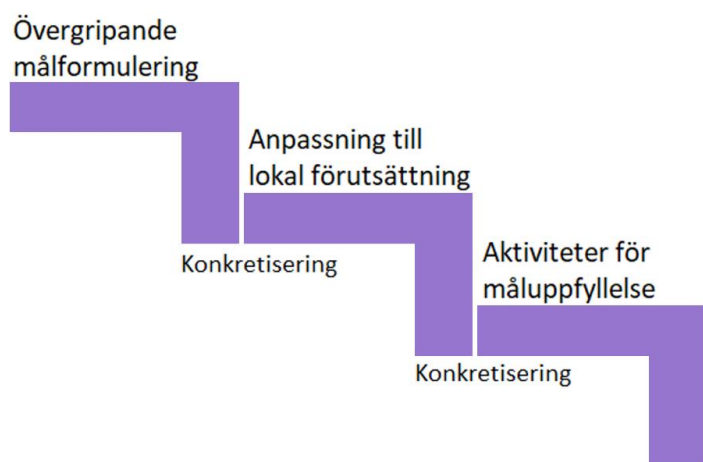 Övergripande
målformulering
Anpassning till
lokal förutsättning
Konkretisering
Aktiviteter för
måluppfyllelse
Konkretisering